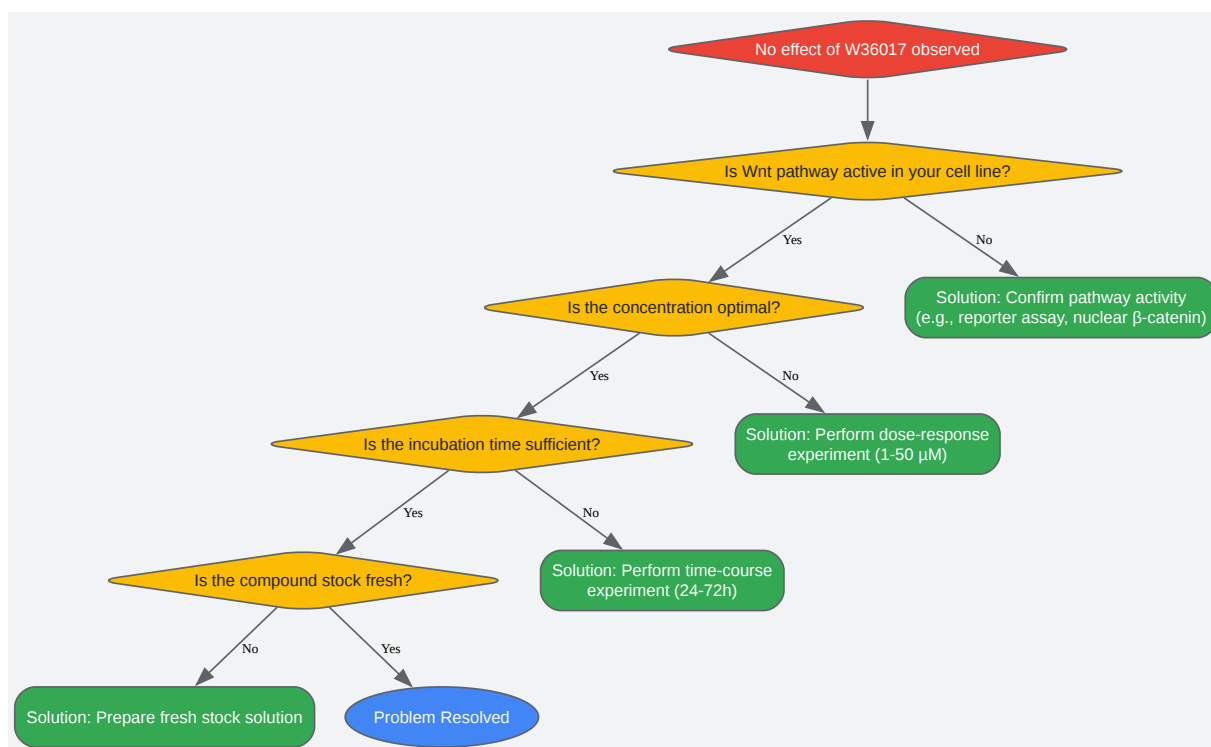 No effect of W36017 observed
Is Wnt pathway active in your cell line?
Yes
No
Is the concentration optimal?
Solution: Confirm pathway activity
(e.g., reporter assay, nuclear β-catenin)
Yes
No
Is the incubation time sufficient?
Solution: Perform dose-response
experiment (1-50 µM)
Yes
No
Is the compound stock fresh?
Solution: Perform time-course
experiment (24-72h)
No
Yes
Solution: Prepare fresh stock solution
Problem Resolved